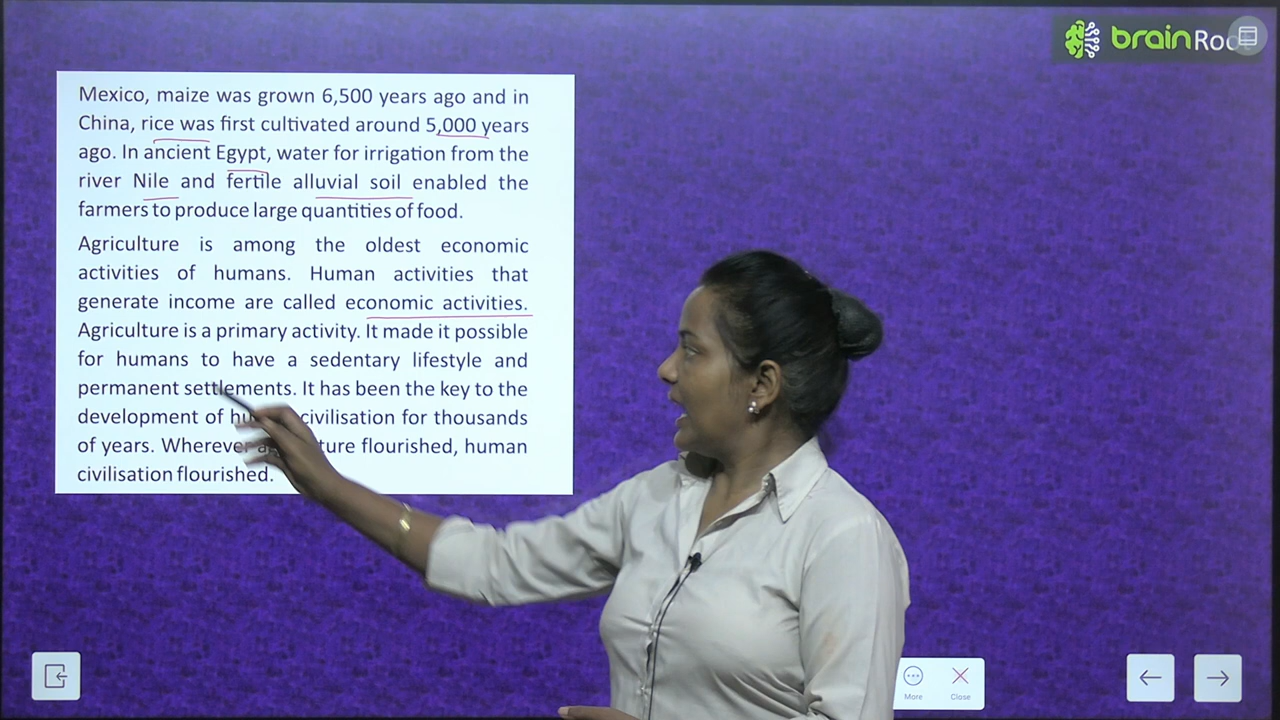 brainRo
Mexico, maize was grown 6,500 years ago and in
China, rice was first cultivated around 5,000 years
ago. In ancient Egypt, water for irrigation from the
river Nile and fertile alluvial soil enabled the
farmers to produce large quantities of food.
Agriculture is among the oldest economic
activities of humans. Human activities that
generate income are called economic activities.
Agriculture is a primary activity. It made it possible
for humans to have a sedentary lifestyle and
permanent settlements. It has been the key to the
development of civilisation for thousands
of years. Wherever flourished, human
civilisation flourished.
More Close